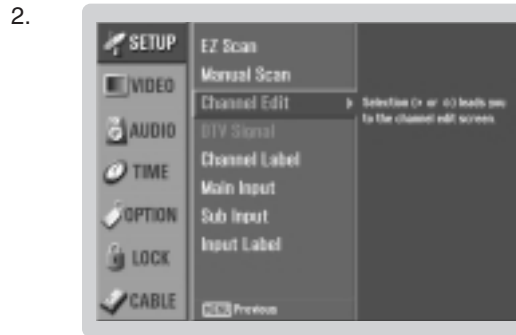 2.
SETUP
VIDEO
AUDIO
TIME
OPTION
LOCK
CABLE
EZ Scan
Manual Scan
Channel Edit
DTV Signal
Channel Label
Main Input
Sub Input
Input Label
MENU Previous
Selection ( or ) leads you
to the channel edit screen.